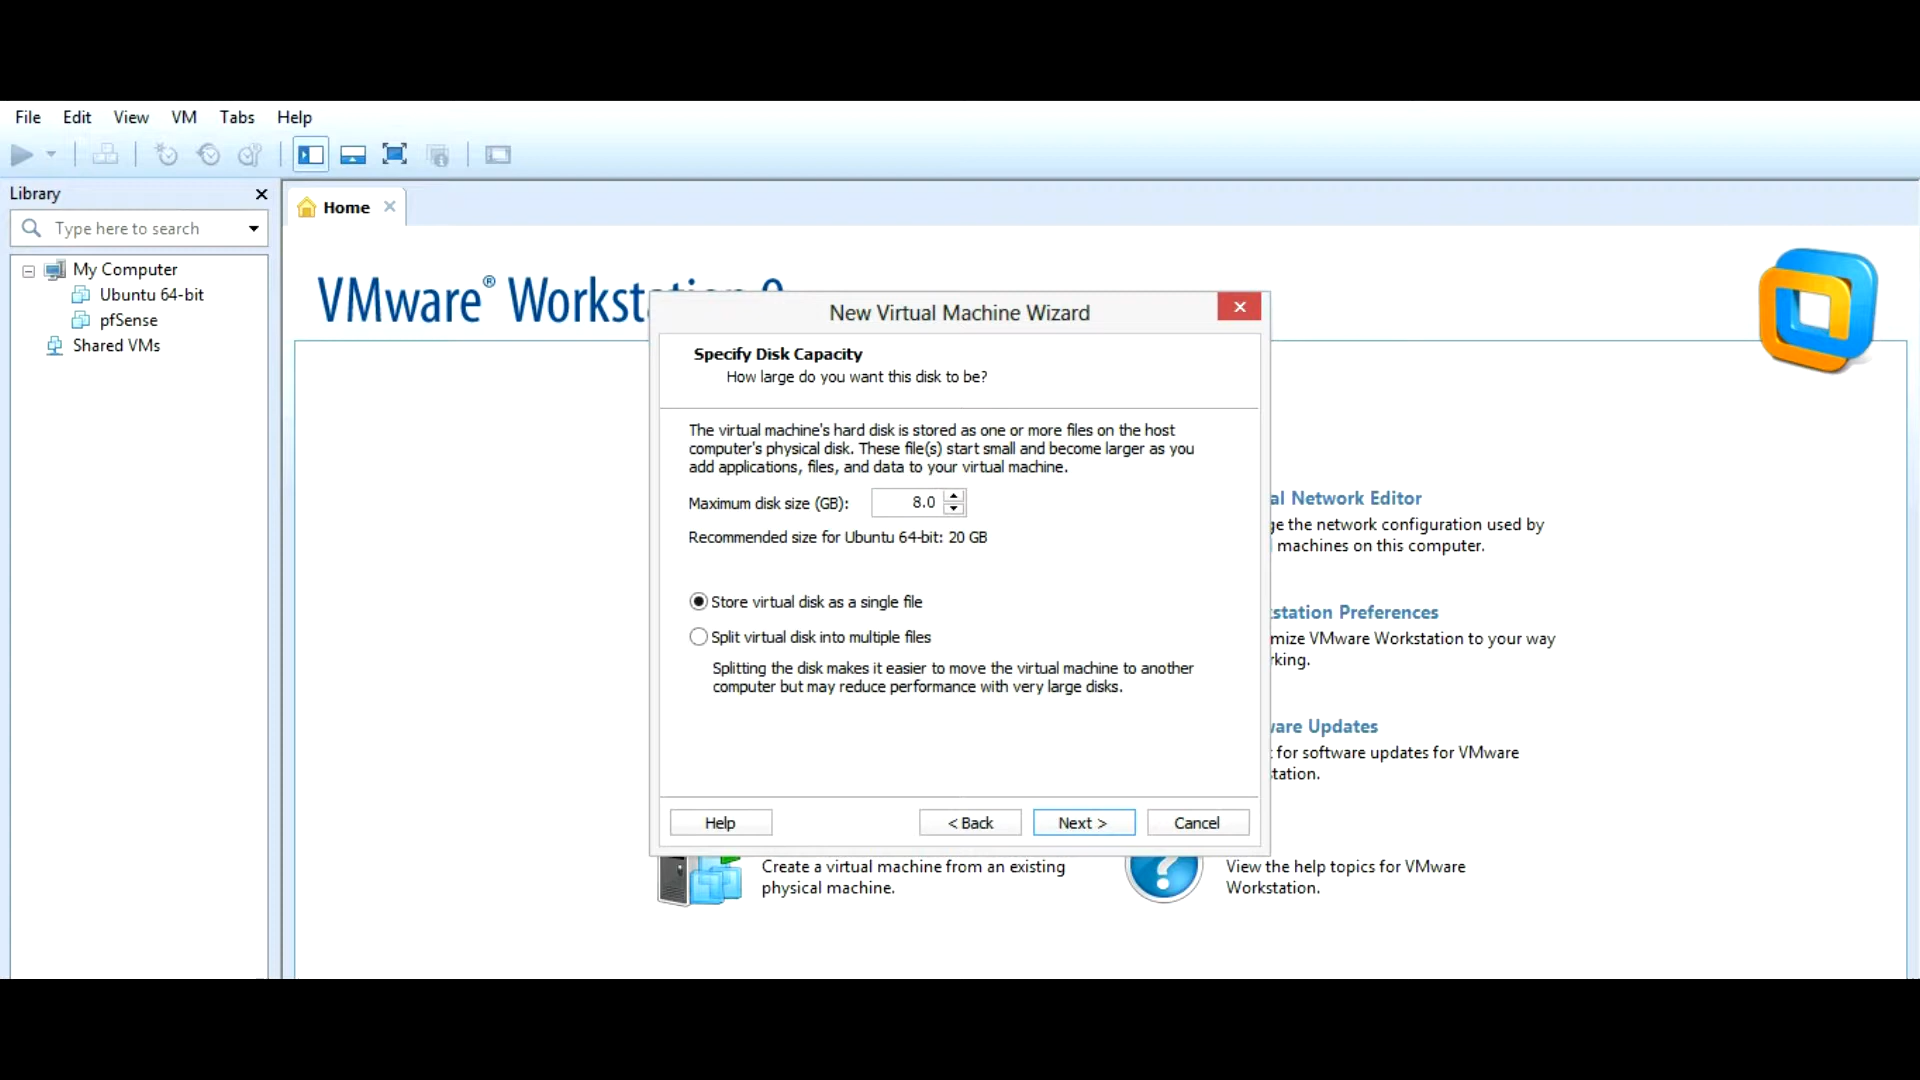 File Edit View VM Tabs Help
Library
Home
Type here to search
My Computer
Ubuntu 64-bit
pfSense
Shared VMs
VMware® Workst
New Virtual Machine Wizard
Specify Disk Capacity
How large do you want this disk to be?
The virtual machine's hard disk is stored as one or more files on the host
computer's physical disk. These file(s) start small and become larger as you
add applications, files, and data to your virtual machine.
Maximum disk size (GB): 8.0
Recommended size for Ubuntu 64-bit: 20 GB
Store virtual disk as a single file
Split virtual disk into multiple files
Splitting the disk makes it easier to move the virtual machine to another
computer but may reduce performance with very large disks.
Help < Back Next > Cancel
al Network Editor
ge the network configuration used by
machines on this computer.
station Preferences
mize VMware Workstation to your way
rking.
ware Updates
for software updates for VMware
station.
Create a virtual machine from an existing
physical machine.
View the help topics for VMware
Workstation.